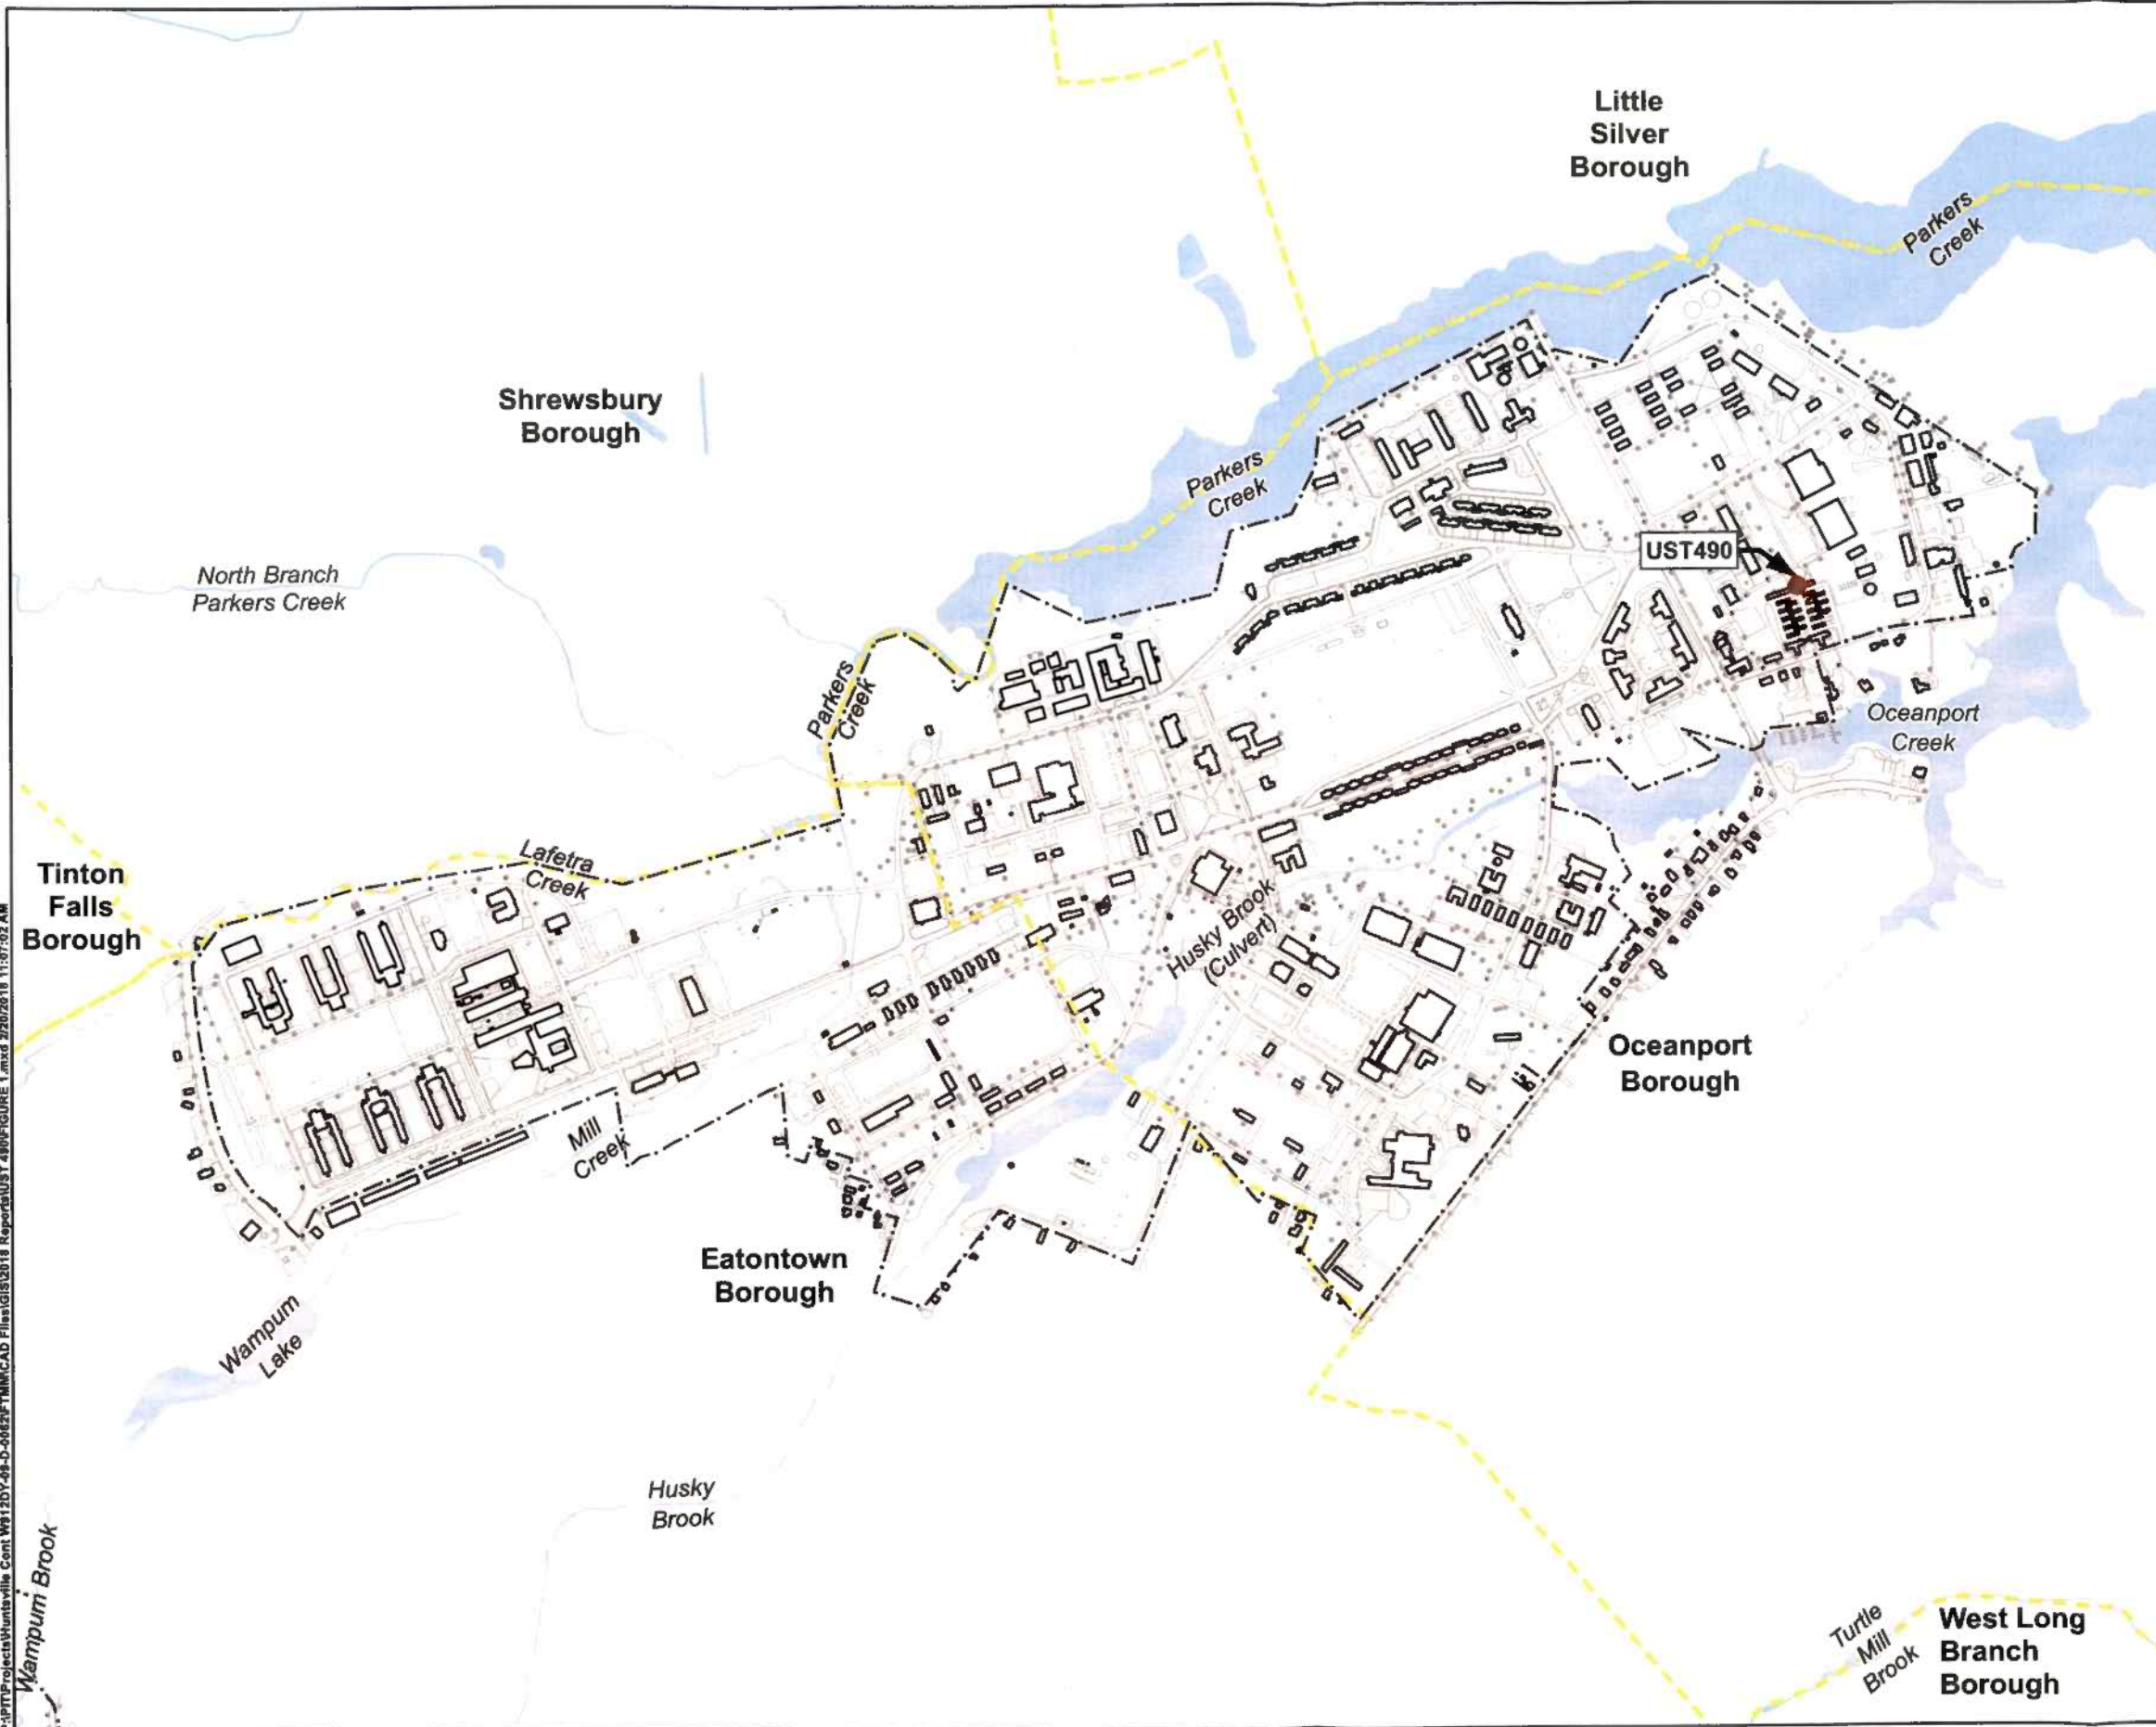 Little
Silver
Borough
Parkers
Creek
Shrewsbury
Borough
Parkers
Creek
UST490
North Branch
Parkers Creek
Parkers
Creek
Oceanport
Creek
Lafetra
Creek
Tinton
Falls
Borough
Husky Brook
(Culvert)
Oceanport
Borough
Mill
Creek
Eatontown
Borough
Wampum
Lake
Husky
Brook
Wampum Brook
Turtle
Mill
Brook
West Long
Branch
Borough